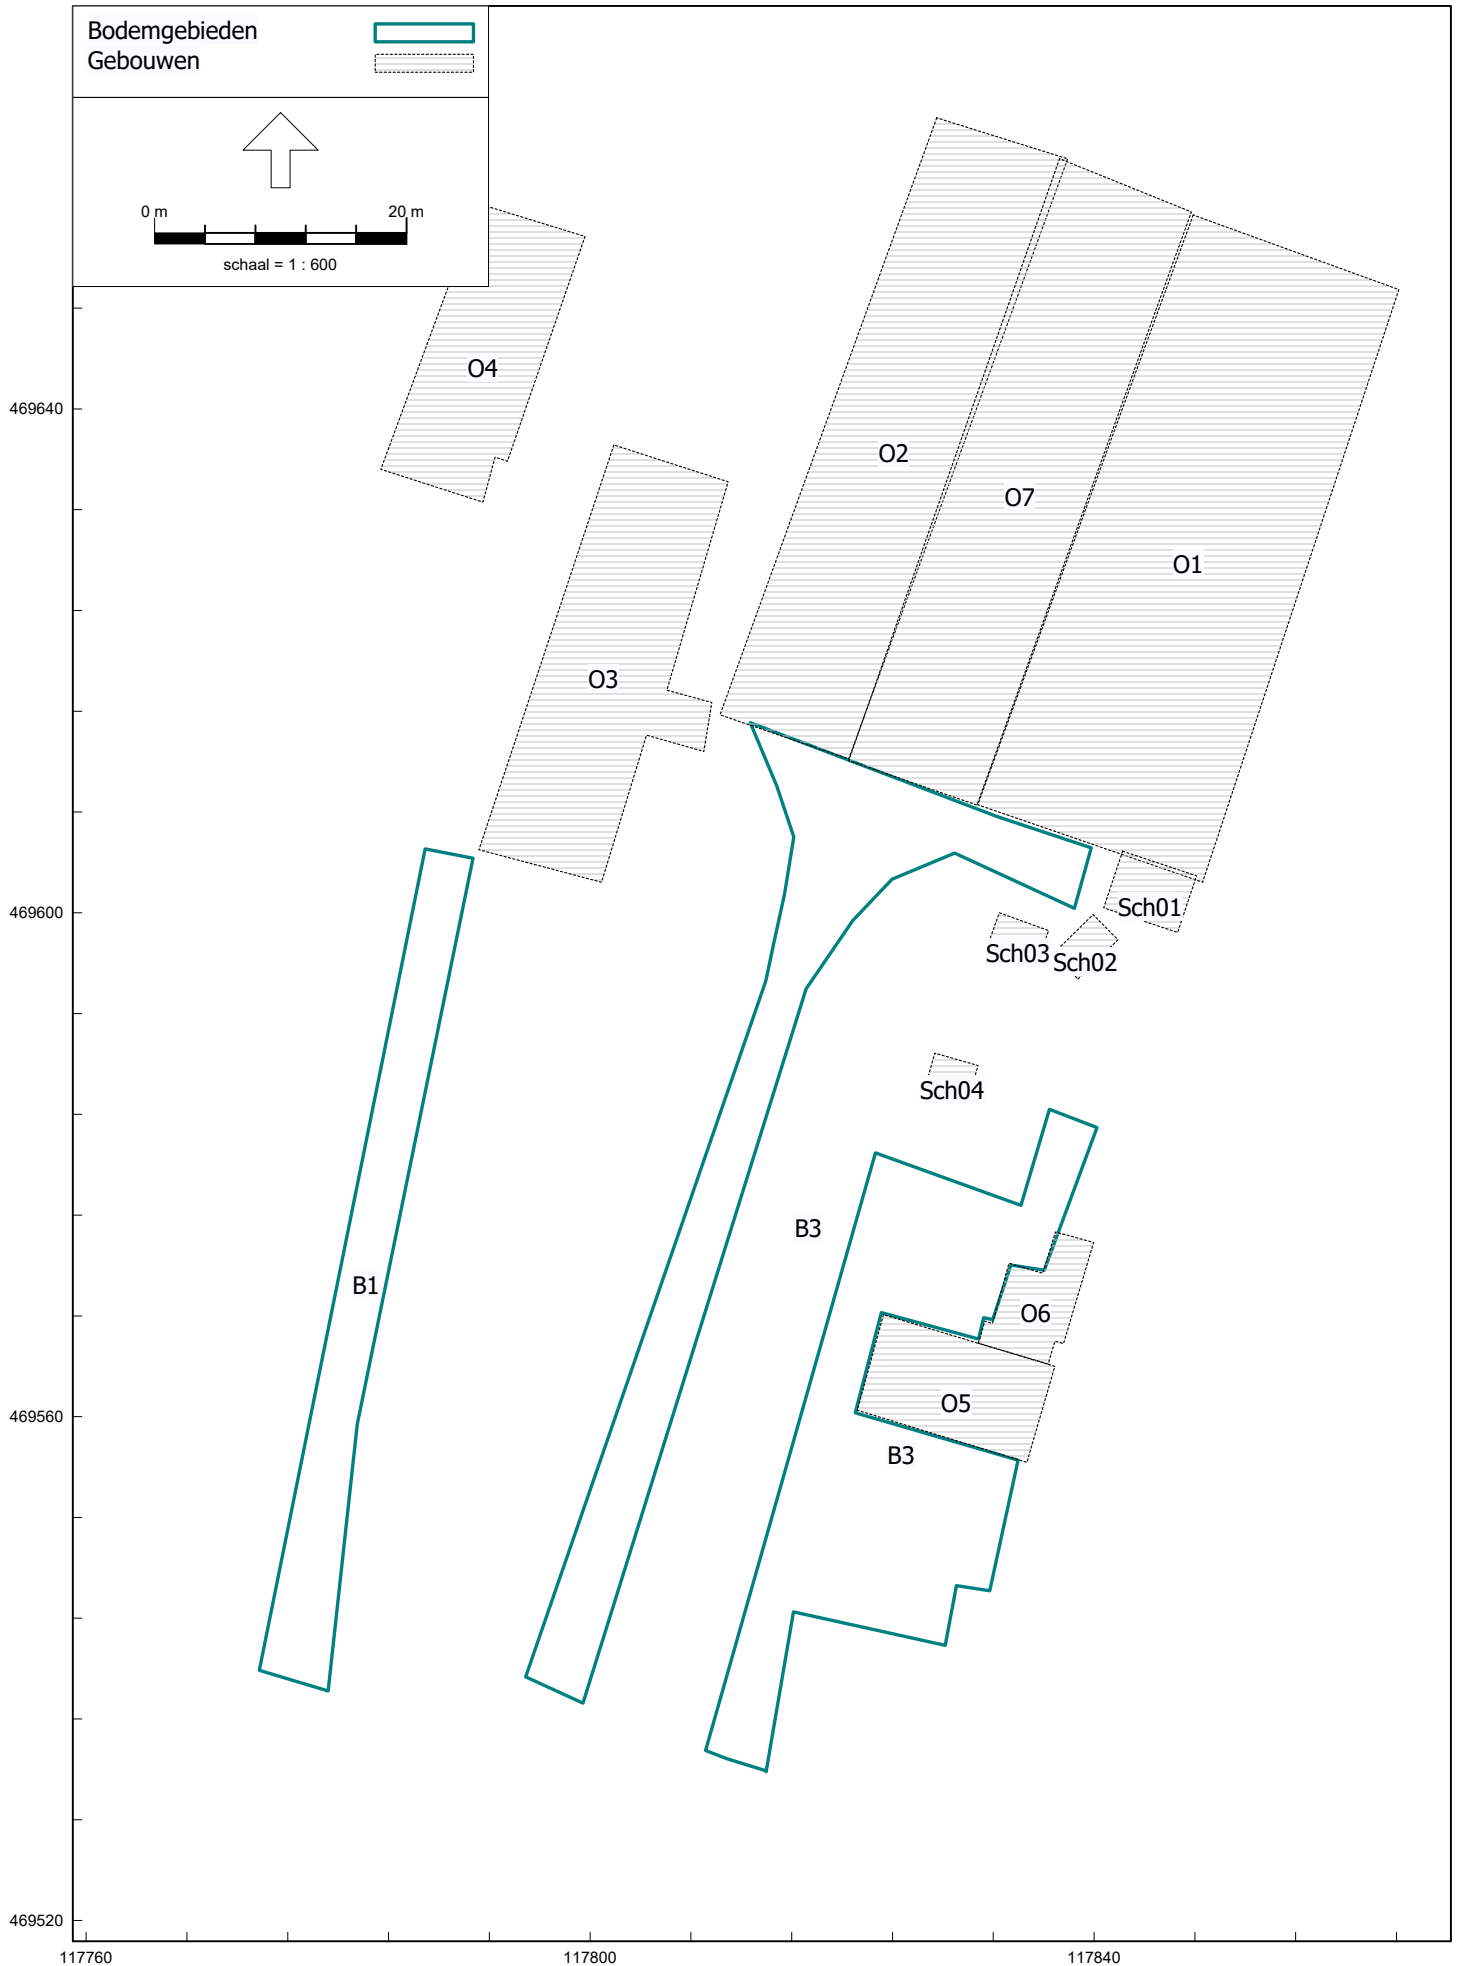 Bodemgebieden
Gebouwen
0 m 20 m
schaal = 1 : 600
O4
469640
O2
O7
O1
O3
469600
Sch01
Sch03
Sch02
Sch04
B3
B1
O6
O5
469560
B3
469520
117760 117800 117840